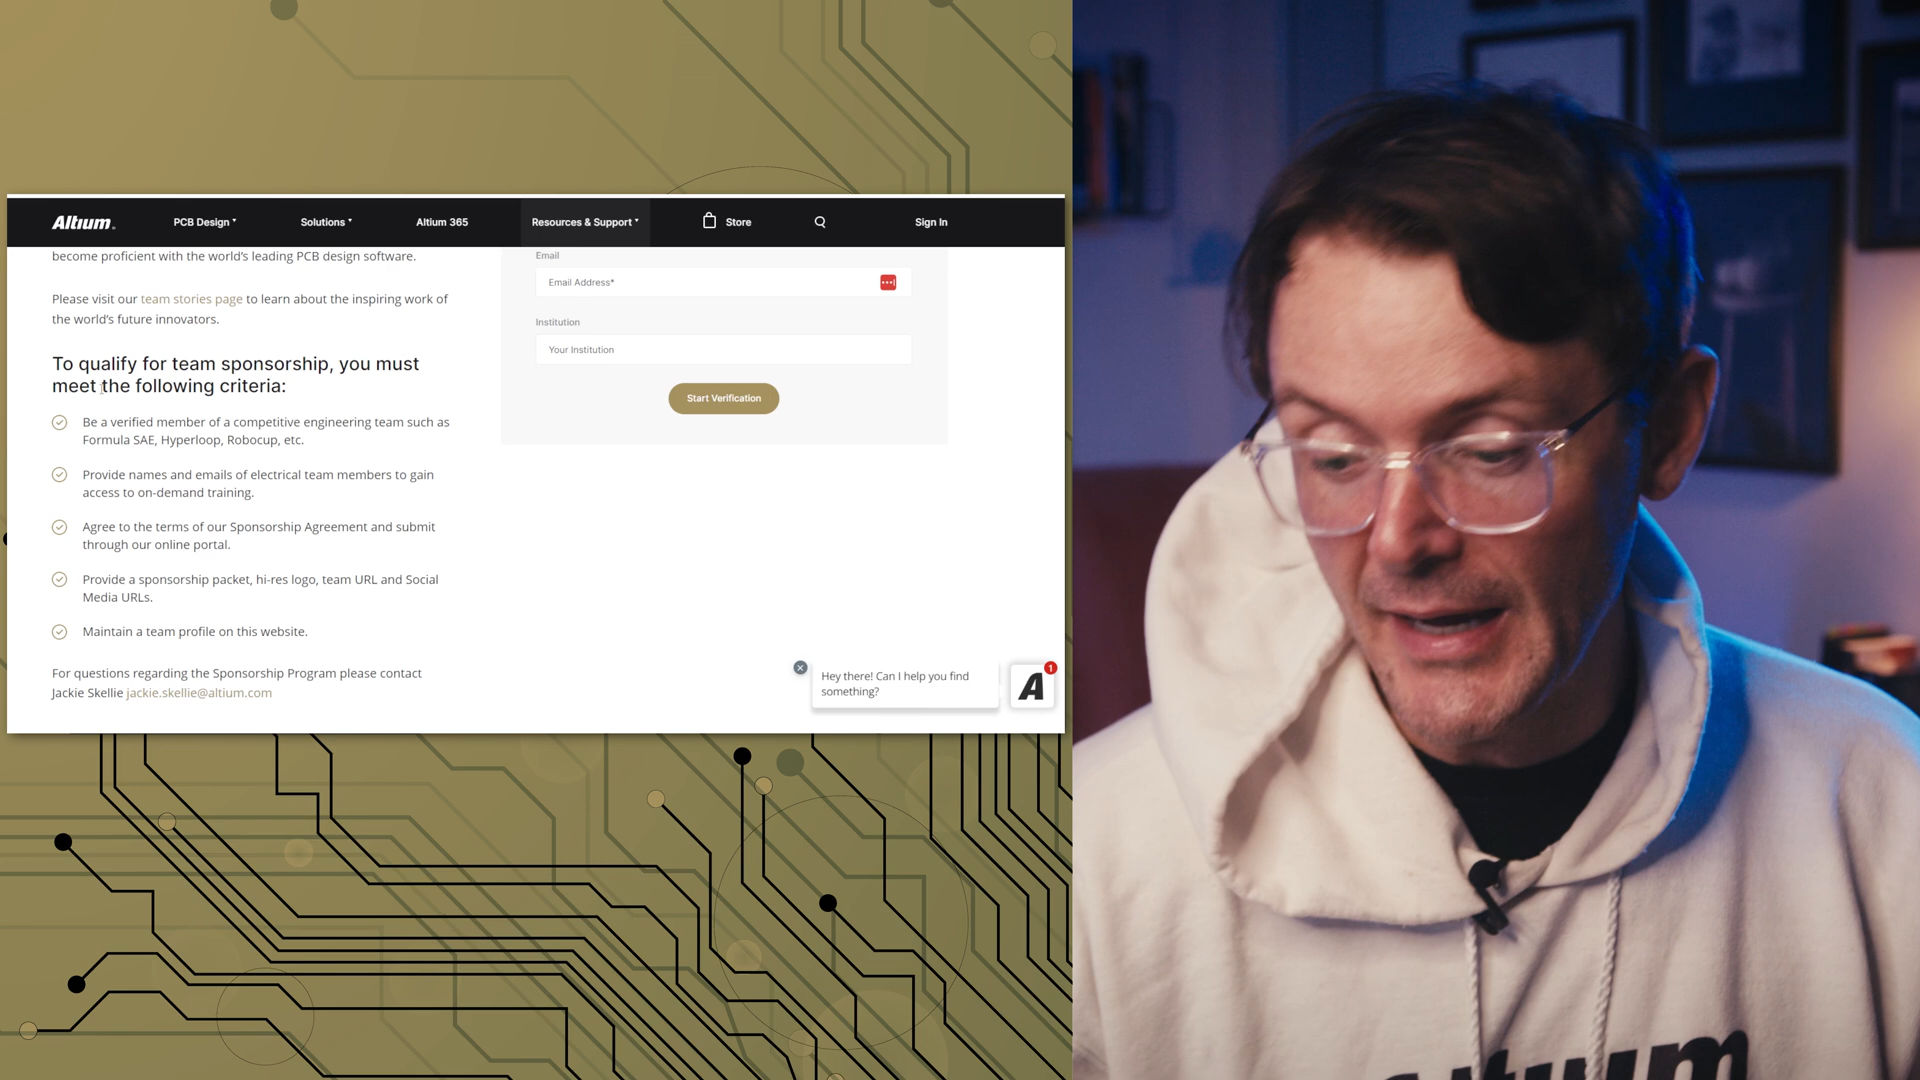 Altium
PCB Design
Solutions
Altium 365
Resources & Support
Store
Sign In
become proficient with the world's leading PCB design software.
Please visit our team stories page to learn about the inspiring work of
the world's future innovators.
To qualify for team sponsorship, you must
meet the following criteria:
Be a verified member of a competitive engineering team such as
Formula SAE, Hyperloop, Robocup, etc.
Provide names and emails of electrical team members to gain
access to on-demand training.
Agree to the terms of our Sponsorship Agreement and submit
through our online portal.
Provide a sponsorship packet, hi-res logo, team URL and Social
Media URLs.
Maintain a team profile on this website.
For questions regarding the Sponsorship Program please contact
Jackie Skellie jackie.skellie@altium.com
Email
Email Address*
Institution
Your Institution
Start Verification
Hey there! Can I help you find
something?
A
1
Altium